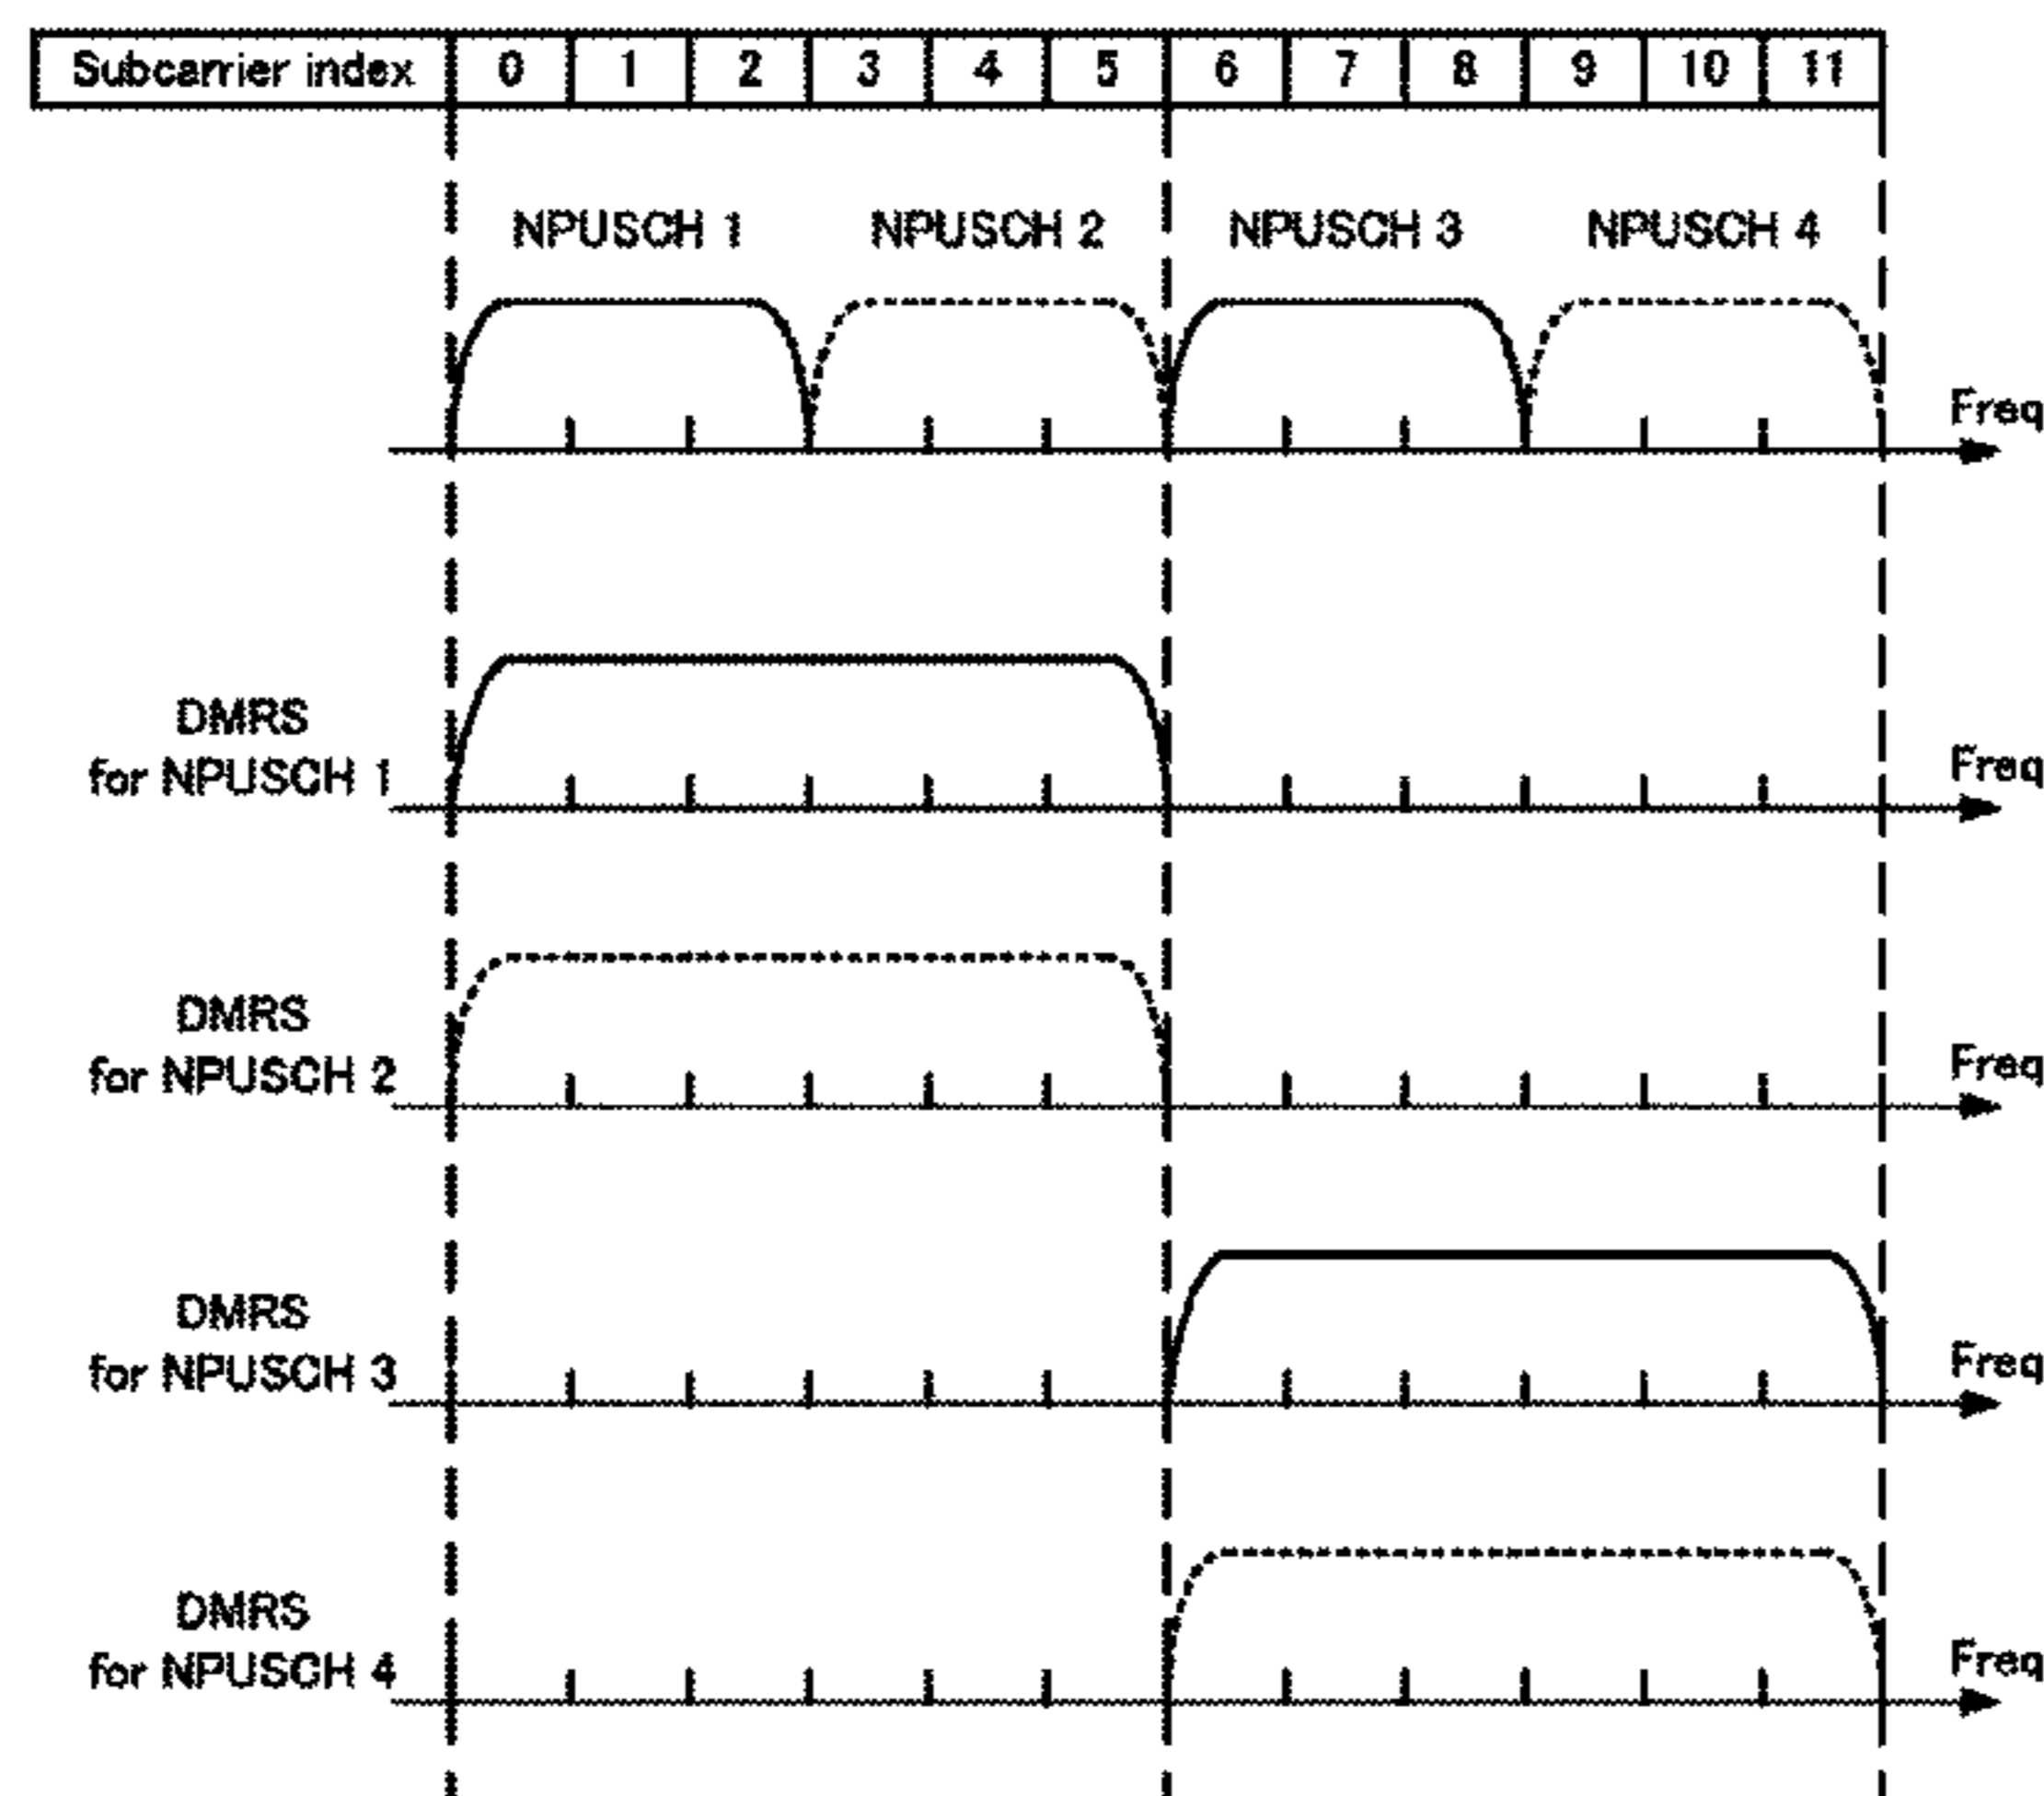 Subcarrier index 0 1 2 3 4 5 6 7 8 9 10 11
NPUSCH 1 NPUSCH 2 NPUSCH 3 NPUSCH 4
Freq
DMRS
for NPUSCH 1
Freq
DMRS
for NPUSCH 2
Freq
DMRS
for NPUSCH 3
Freq
DMRS
for NPUSCH 4
Freq